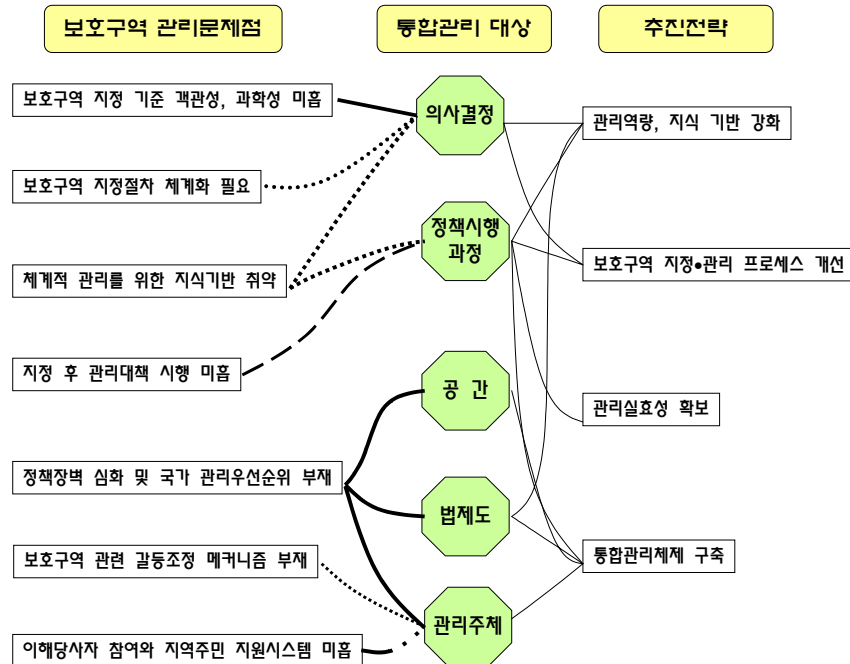 보호구역 관리문제점
통합관리 대상
추진전략
보호구역 지정 기준 객관성, 과학성 미흡
보호구역 지정절차 체계화 필요
체계적 관리를 위한 지식기반 취약
지정 후 관리대책 시행 미흡
정책장벽 심화 및 국가 관리우선순위 부재
보호구역 관련 갈등조정 메커니즘 부재
이해당사자 참여와 지역주민 지원시스템 미흡
의사결정
정책시행
과정
공 간
법제도
관리주체
관리역량, 지식 기반 강화
보호구역 지정●관리 프로세스 개선
관리실효성 확보
통합관리체제 구축